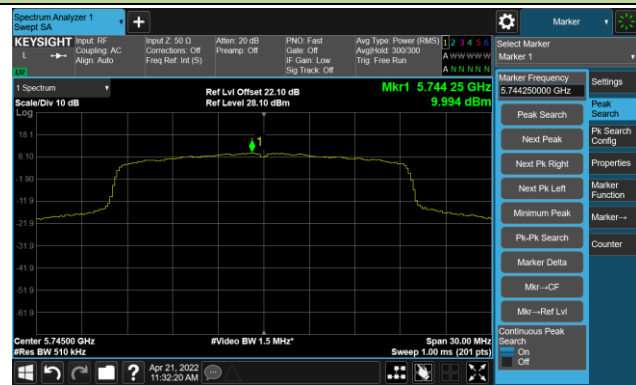 Spectrum Analyzer 1
Swept SA
+
Marker
KEYSIGHT
L
Input: RF
Coupling: AC
Align: Auto
Input Z: 50 Ω
Corrections: Off
Freq Ref: Int (S)
Atten: 20 dB
Preamp: Off
PNO: Fast
Gate: Off
IF Gain: Low
Sig Track: Off
Avg Type: Power (RMS)
Avg|Hold: 300/300
Trig: Free Run
1 2 3 4 5 6
A W W W W W
A N N N N N
Select Marker
Marker 1
1 Spectrum
Scale/Div 10 dB
Log
Ref Lvl Offset 22.10 dB
Ref Level 28.10 dBm
Mkr1 5.744 25 GHz
9.994 dBm
18.1
8.10
-1.90
-11.9
-21.9
-31.9
-41.9
-51.9
-61.9
1
Center 5.74500 GHz
#Res BW 510 kHz
#Video BW 1.5 MHz*
Span 30.00 MHz
Sweep 1.00 ms (201 pts)
Marker Frequency
5.744250000 GHz
Peak Search
Next Peak
Next Pk Right
Next Pk Left
Minimum Peak
Pk-Pk Search
Marker Delta
Mkr→CF
Mkr→Ref Lvl
Continuous Peak
Search
On
Off
Settings
Peak
Search
Pk Search
Config
Properties
Marker
Function
Marker→
Counter
?
Apr 21, 2022
11:32:20 AM